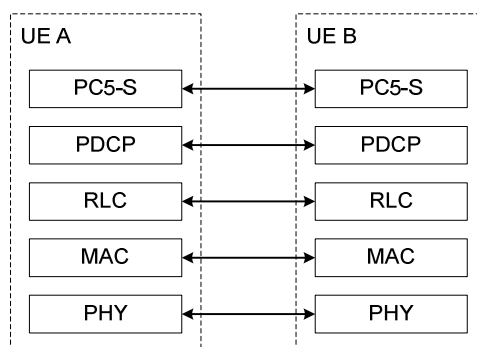 UE A UE B
PC5-S PC5-S
PDCP PDCP
RLC RLC
MAC MAC
PHY PHY